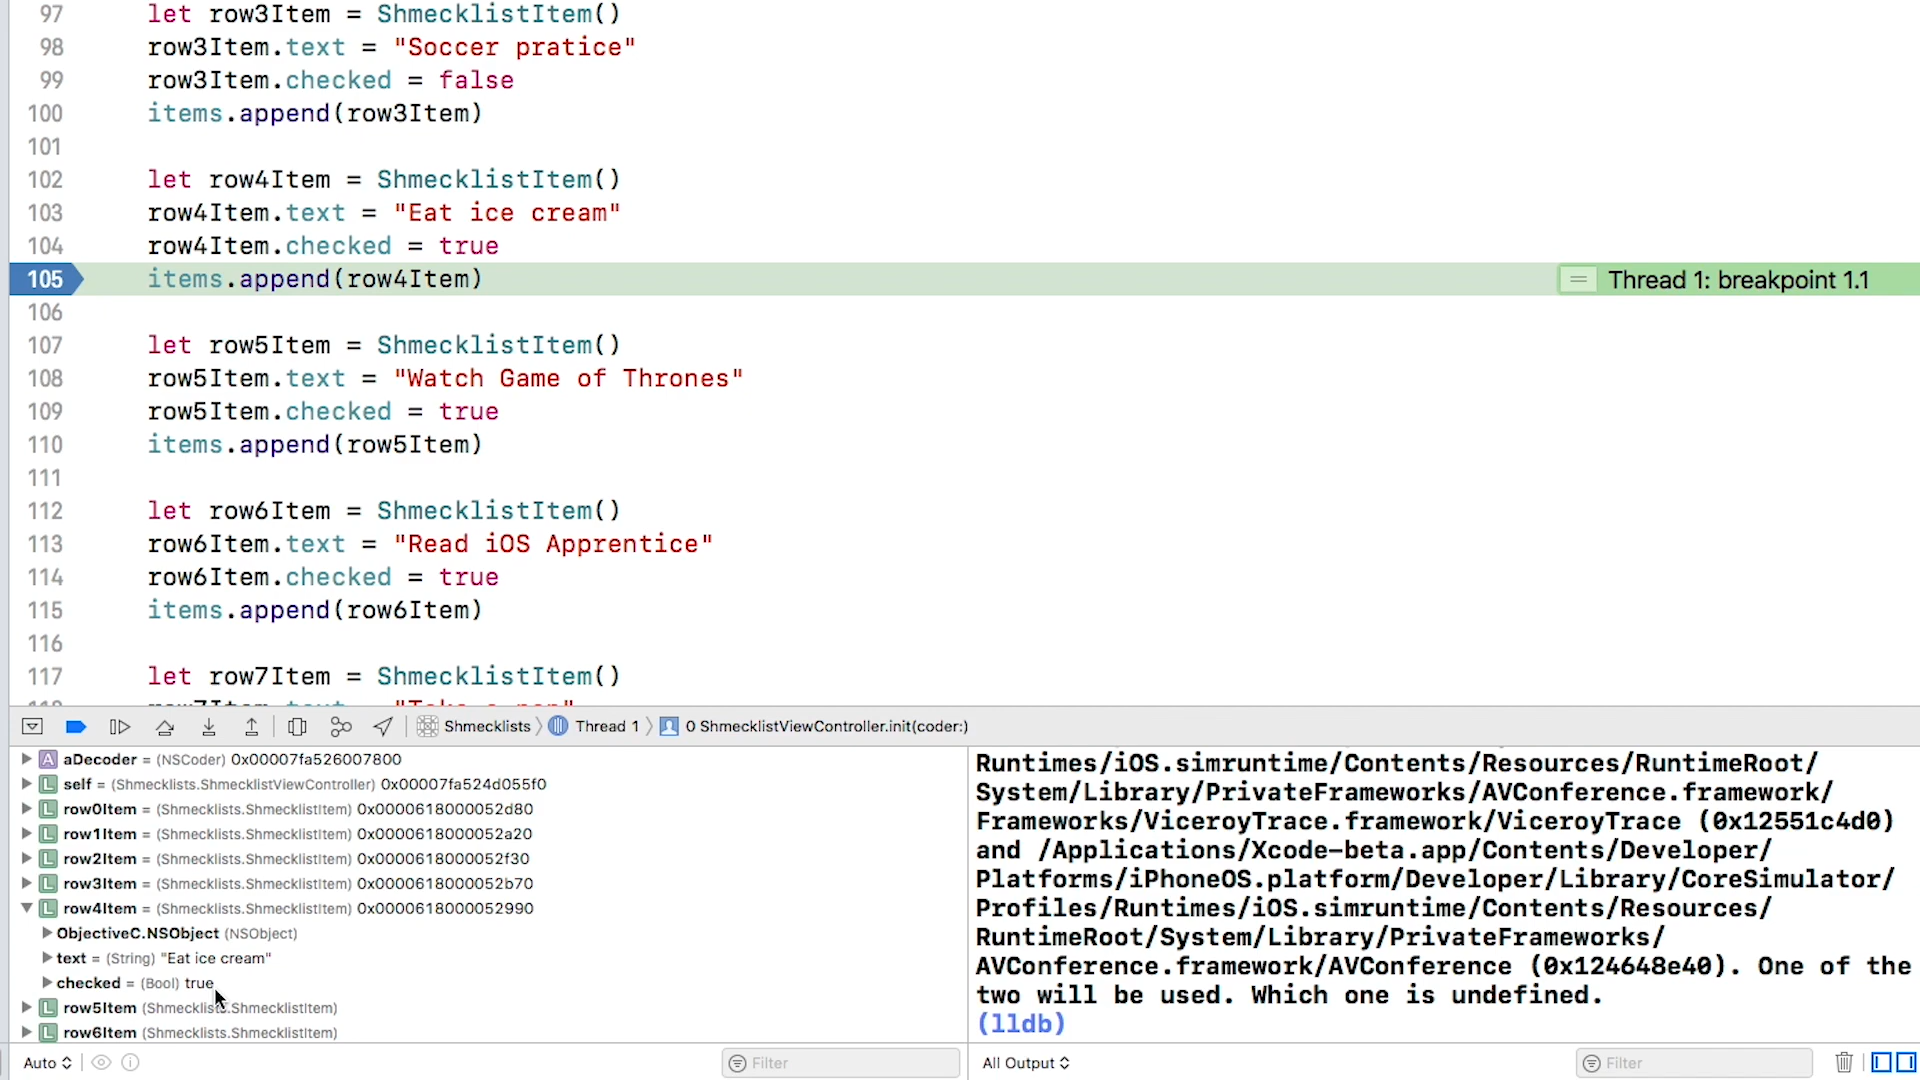 97 let row3Item = ShmecklistItem()
98 row3Item.text = "Soccer pratice"
99 row3Item.checked = false
100 items.append(row3Item)
101
102 let row4Item = ShmecklistItem()
103 row4Item.text = "Eat ice cream"
104 row4Item.checked = true
105 items.append(row4Item) Thread 1: breakpoint 1.1
106
107 let row5Item = ShmecklistItem()
108 row5Item.text = "Watch Game of Thrones"
109 row5Item.checked = true
110 items.append(row5Item)
111
112 let row6Item = ShmecklistItem()
113 row6Item.text = "Read iOS Apprentice"
114 row6Item.checked = true
115 items.append(row6Item)
116
117 let row7Item = ShmecklistItem()
Shmecklists Thread 1 0 ShmecklistViewController.init(coder:)
A aDecoder = (NSCoder) 0x00007fa526007800
L self = (Shmecklists.ShmecklistViewController) 0x00007fa524d055f0
L row0Item = (Shmecklists.ShmecklistItem) 0x0000618000052d80
L row1Item = (Shmecklists.ShmecklistItem) 0x0000618000052a20
L row2Item = (Shmecklists.ShmecklistItem) 0x0000618000052f30
L row3Item = (Shmecklists.ShmecklistItem) 0x0000618000052b70
L row4Item = (Shmecklists.ShmecklistItem) 0x0000618000052990
ObjectiveC.NSObject (NSObject)
text = (String) "Eat ice cream"
checked = (Bool) true
L row5Item (Shmecklists.ShmecklistItem)
L row6Item (Shmecklists.ShmecklistItem)
Auto
Filter
Runtimes/iOS.simruntime/Contents/Resources/RuntimeRoot/
System/Library/PrivateFrameworks/AVConference.framework/
Frameworks/ViceroyTrace.framework/ViceroyTrace (0x12551c4d0)
and /Applications/Xcode-beta.app/Contents/Developer/
Platforms/iPhoneOS.platform/Developer/Library/CoreSimulator/
Profiles/Runtimes/iOS.simruntime/Contents/Resources/
RuntimeRoot/System/Library/PrivateFrameworks/
AVConference.framework/AVConference (0x124648e40). One of the
two will be used. Which one is undefined.
(lldb)
All Output
Filter